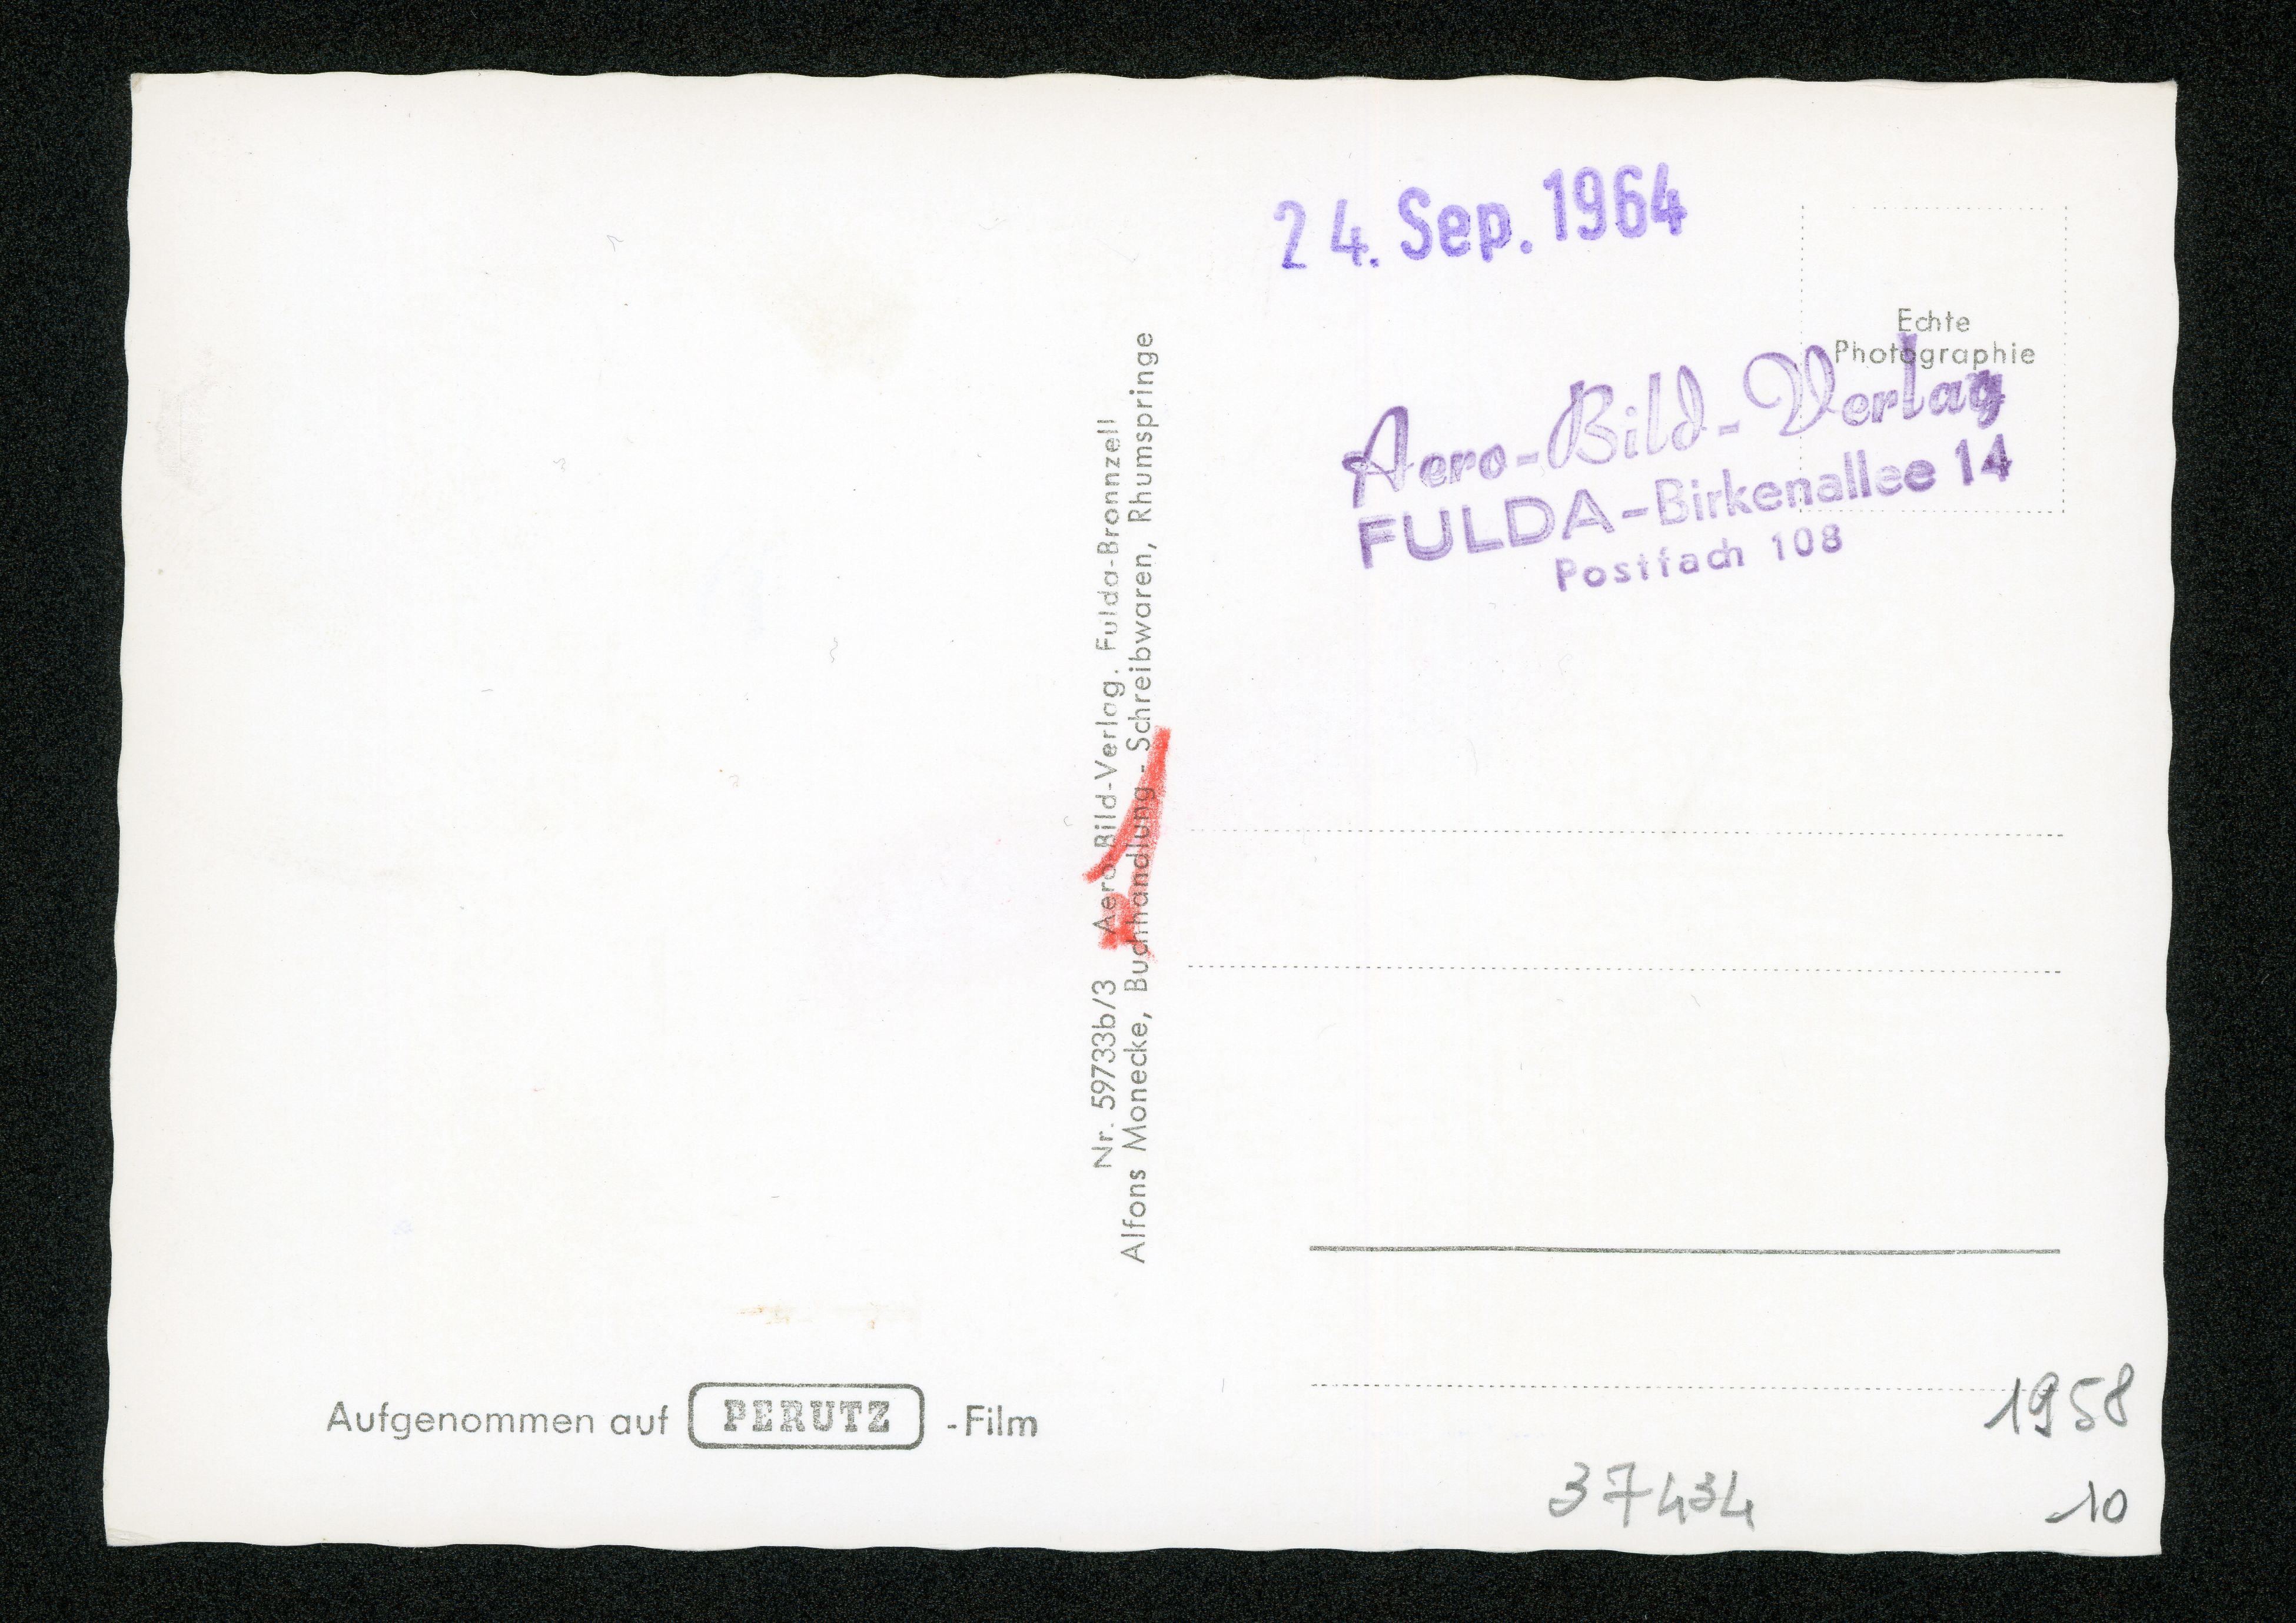 24. Sep. 1964
Echte
Photographie
Aero-Bild-Verlag
FULDA-Birkenallee 14
Postfach 108
Nr. 59733b/3 Aero-Bild-Verlag. Fulda-Bronnzell
Alfons Monecke, Buchhandlung - Schreibwaren, Rhumspringe
1
Aufgenommen auf PERUTZ -Film
1958
37434
10